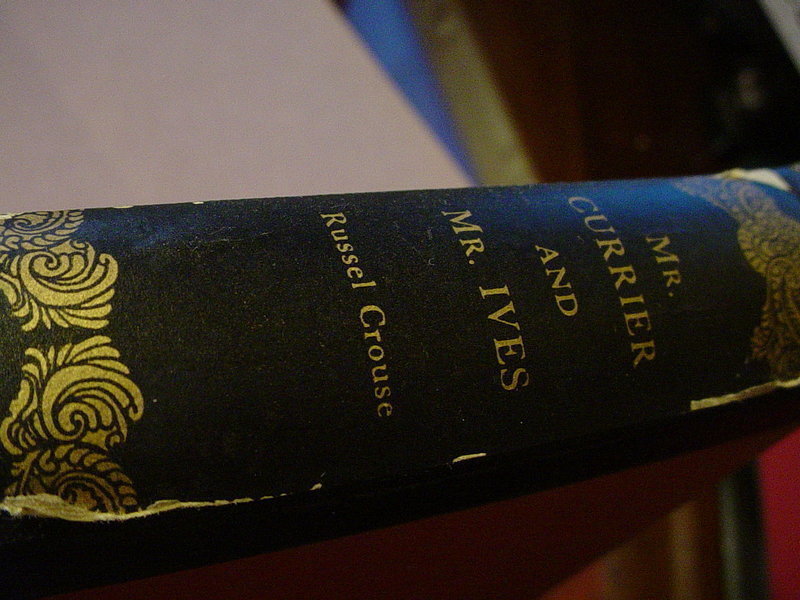 MR.
CURRIER
AND
MR. IVES
Russel Crouse